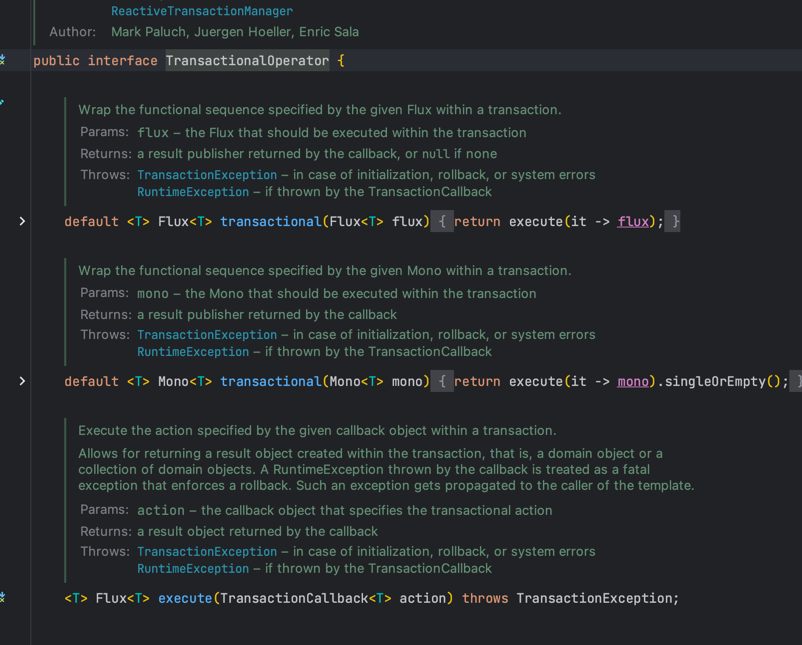 ReactiveTransactionManager
Author: Mark Paluch, Juergen Hoeller, Enric Sala
public interface TransactionalOperator {
Wrap the functional sequence specified by the given Flux within a transaction.
Params: flux – the Flux that should be executed within the transaction
Returns: a result publisher returned by the callback, or null if none
Throws: TransactionException – in case of initialization, rollback, or system errors
RuntimeException – if thrown by the TransactionCallback
default <T> Flux<T> transactional(Flux<T> flux) { return execute(it -> flux); }
Wrap the functional sequence specified by the given Mono within a transaction.
Params: mono – the Mono that should be executed within the transaction
Returns: a result publisher returned by the callback
Throws: TransactionException – in case of initialization, rollback, or system errors
RuntimeException – if thrown by the TransactionCallback
default <T> Mono<T> transactional(Mono<T> mono) { return execute(it -> mono).singleOrEmpty(); }
Execute the action specified by the given callback object within a transaction.
Allows for returning a result object created within the transaction, that is, a domain object or a
collection of domain objects. A RuntimeException thrown by the callback is treated as a fatal
exception that enforces a rollback. Such an exception gets propagated to the caller of the template.
Params: action – the callback object that specifies the transactional action
Returns: a result object returned by the callback
Throws: TransactionException – in case of initialization, rollback, or system errors
RuntimeException – if thrown by the TransactionCallback
<T> Flux<T> execute(TransactionCallback<T> action) throws TransactionException;